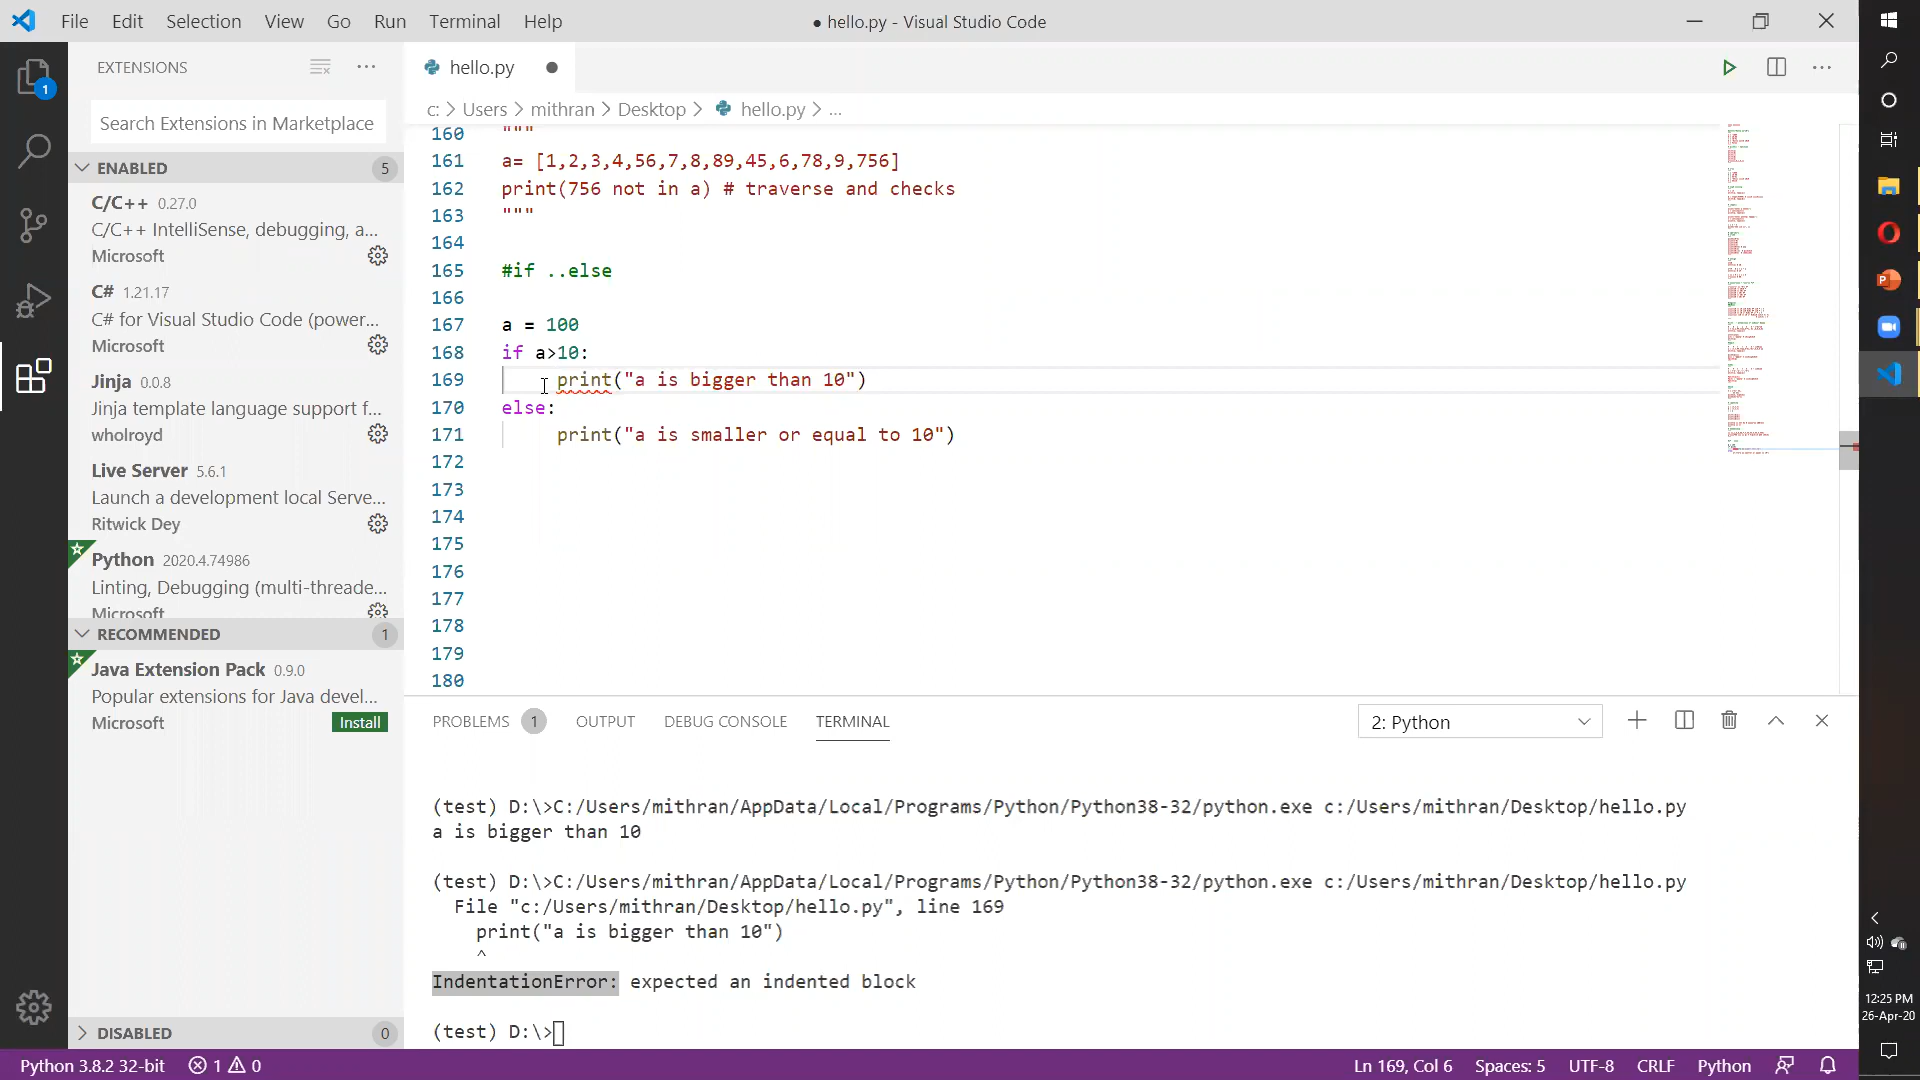 File Edit Selection View Go Run Terminal Help
● hello.py - Visual Studio Code
EXTENSIONS
Search Extensions in Marketplace
ENABLED 5
C/C++ 0.27.0
C/C++ IntelliSense, debugging, a...
Microsoft
C# 1.21.17
C# for Visual Studio Code (power...
Microsoft
Jinja 0.0.8
Jinja template language support f...
wholroyd
Live Server 5.6.1
Launch a development local Serve...
Ritwick Dey
Python 2020.4.74986
Linting, Debugging (multi-threade...
Microsoft
RECOMMENDED 1
Java Extension Pack 0.9.0
Popular extensions for Java devel...
Microsoft Install
DISABLED 0
1
hello.py
c: > Users > mithran > Desktop > hello.py > ...
160 """
161 a= [1,2,3,4,56,7,8,89,45,6,78,9,756]
162 print(756 not in a) # traverse and checks
163 """
164
165 #if ..else
166
167 a = 100
168 if a>10:
169 print("a is bigger than 10")
170 else:
171 print("a is smaller or equal to 10")
172
173
174
175
176
177
178
179
180
PROBLEMS 1 OUTPUT DEBUG CONSOLE TERMINAL 2: Python
(test) D:\>C:/Users/mithran/AppData/Local/Programs/Python/Python38-32/python.exe c:/Users/mithran/Desktop/hello.py
a is bigger than 10
(test) D:\>C:/Users/mithran/AppData/Local/Programs/Python/Python38-32/python.exe c:/Users/mithran/Desktop/hello.py
File "c:/Users/mithran/Desktop/hello.py", line 169
print("a is bigger than 10")
^
IndentationError: expected an indented block
(test) D:\>
Python 3.8.2 32-bit 1 0 Ln 169, Col 6 Spaces: 5 UTF-8 CRLF Python
12:25 PM
26-Apr-20